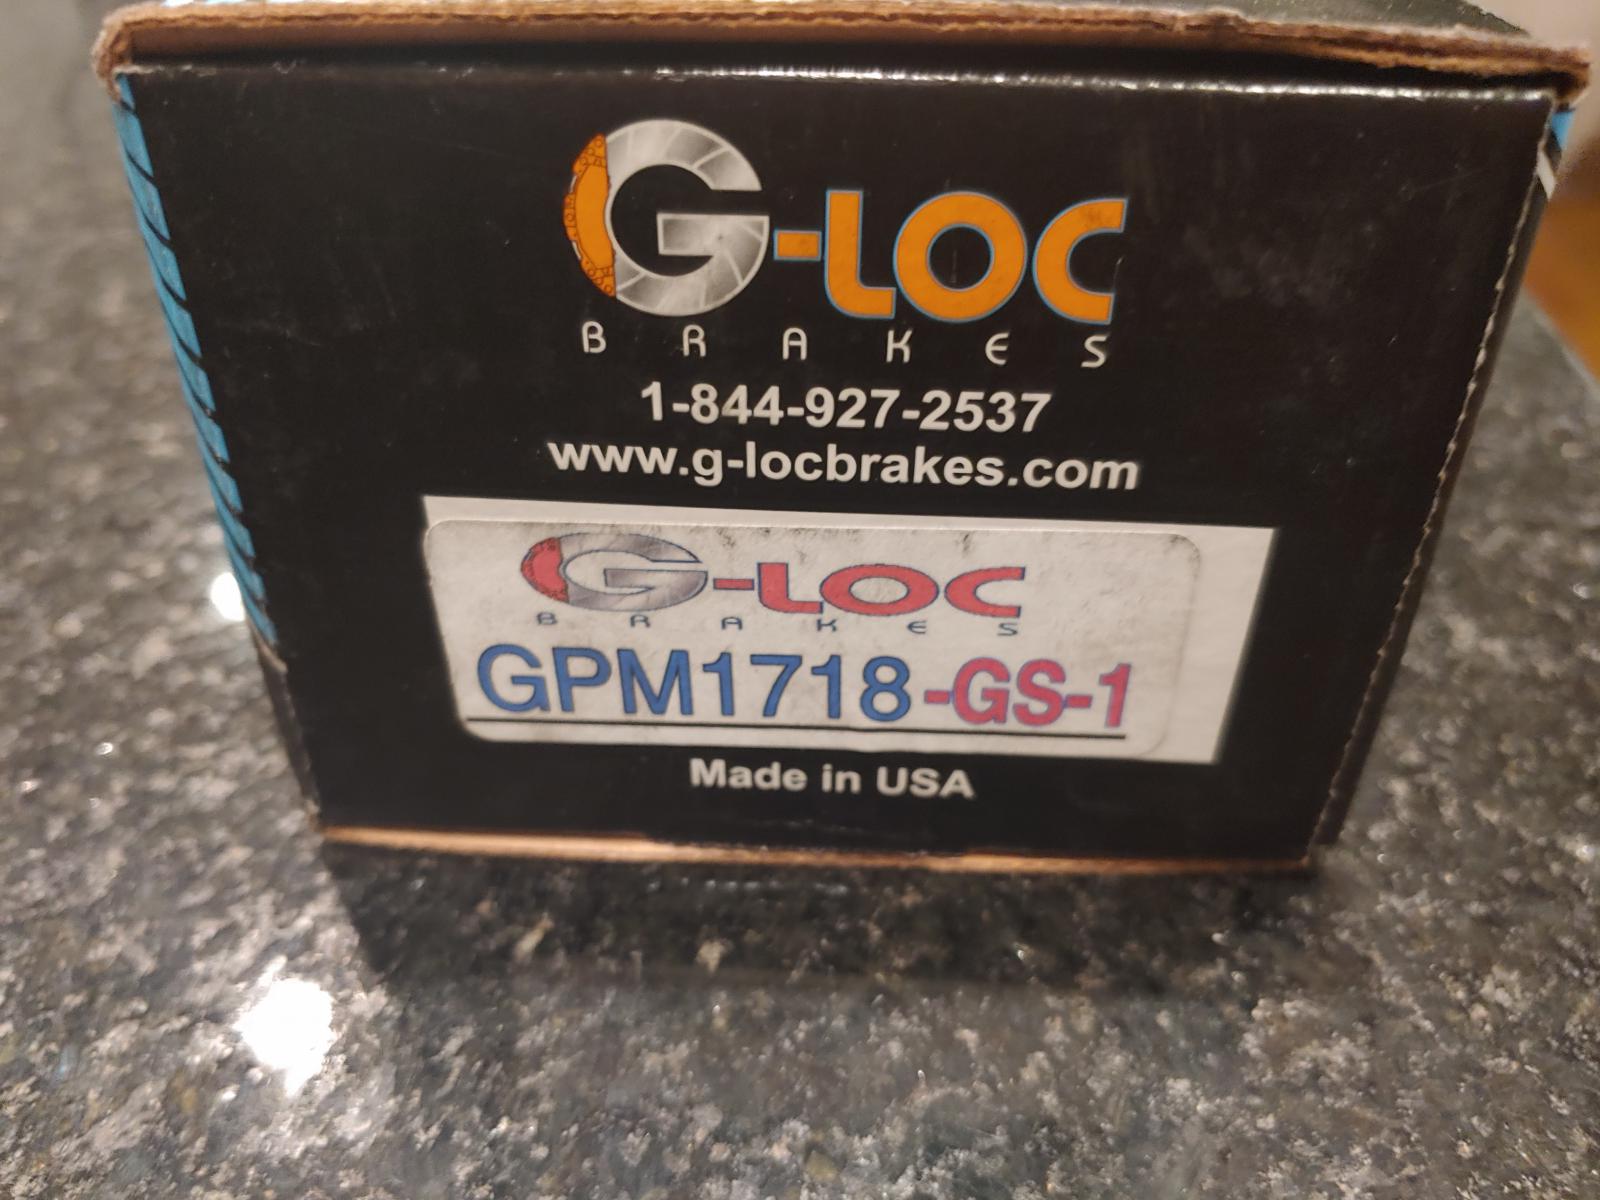 G-LOC
BRAKES
1-844-927-2537
www.g-locbrakes.com
G-LOC
BRAKES
GPM1718-GS-1
Made in USA